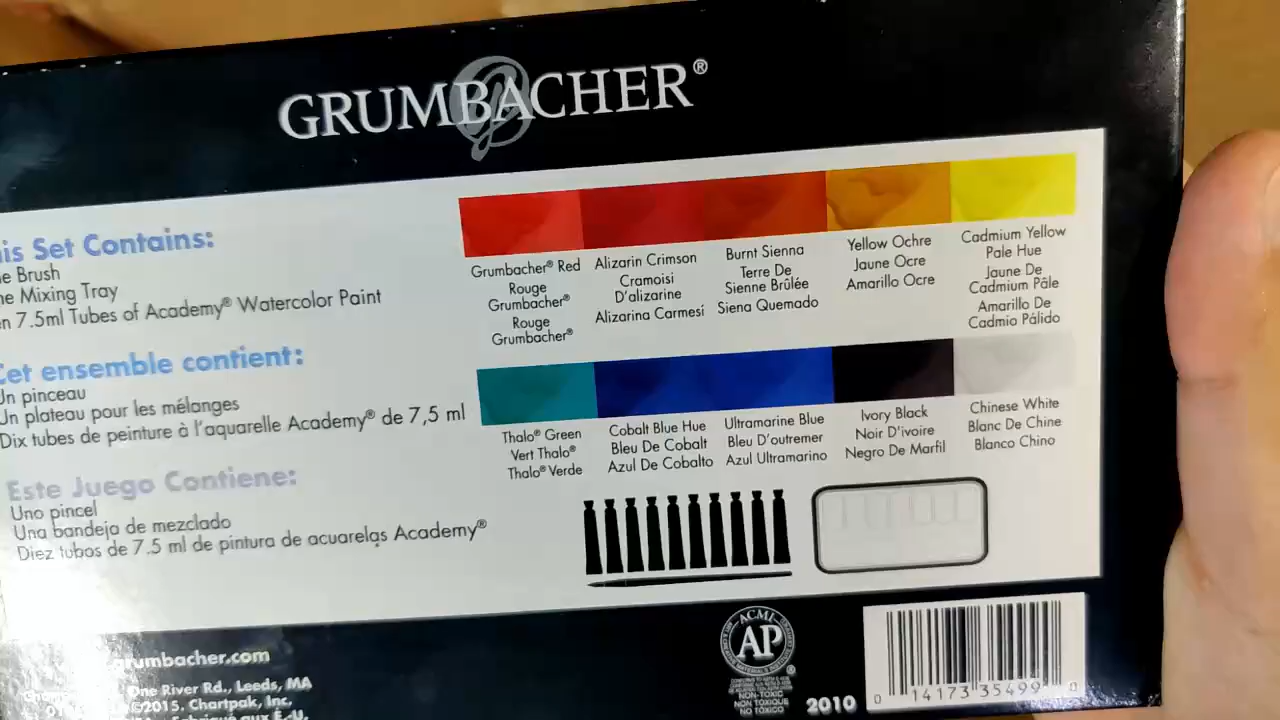 GRUMBACHER®
is Set Contains:
e Brush
e Mixing Tray
n 7.5ml Tubes of Academy® Watercolor Paint
Cet ensemble contient:
Un pinceau
Un plateau pour les mélanges
Dix tubes de peinture à l'aquarelle Academy® de 7,5 ml
Este Juego Contiene:
Uno pincel
Una bandeja de mezclado
Diez tubos de 7.5 ml de pintura de acuarelas Academy®
Grumbacher® Red
Rouge
Grumbacher®
Rouge
Grumbacher®
Alizarin Crimson
Cramoisi
D'alizarine
Alizarina Carmesí
Burnt Sienna
Terre De
Sienne Brûlée
Siena Quemado
Yellow Ochre
Jaune Ocre
Amarillo Ocre
Cadmium Yellow
Pale Hue
Jaune De
Cadmium Pâle
Amarillo De
Cadmio Pálido
Thalo® Green
Vert Thalo®
Thalo® Verde
Cobalt Blue Hue
Bleu De Cobalt
Azul De Cobalto
Ultramarine Blue
Bleu D'outremer
Azul Ultramarino
Ivory Black
Noir D'ivoire
Negro De Marfil
Chinese White
Blanc De Chine
Blanco Chino
grumbacher.com
One River Rd., Leeds, MA
©2015. Chartpak, Inc,
Fabriqué aux É.-U.
ACMI
AP
NON-TOXIC
NON TOXIQUE
NO TÓXICO
2010
0 14173 35499 0